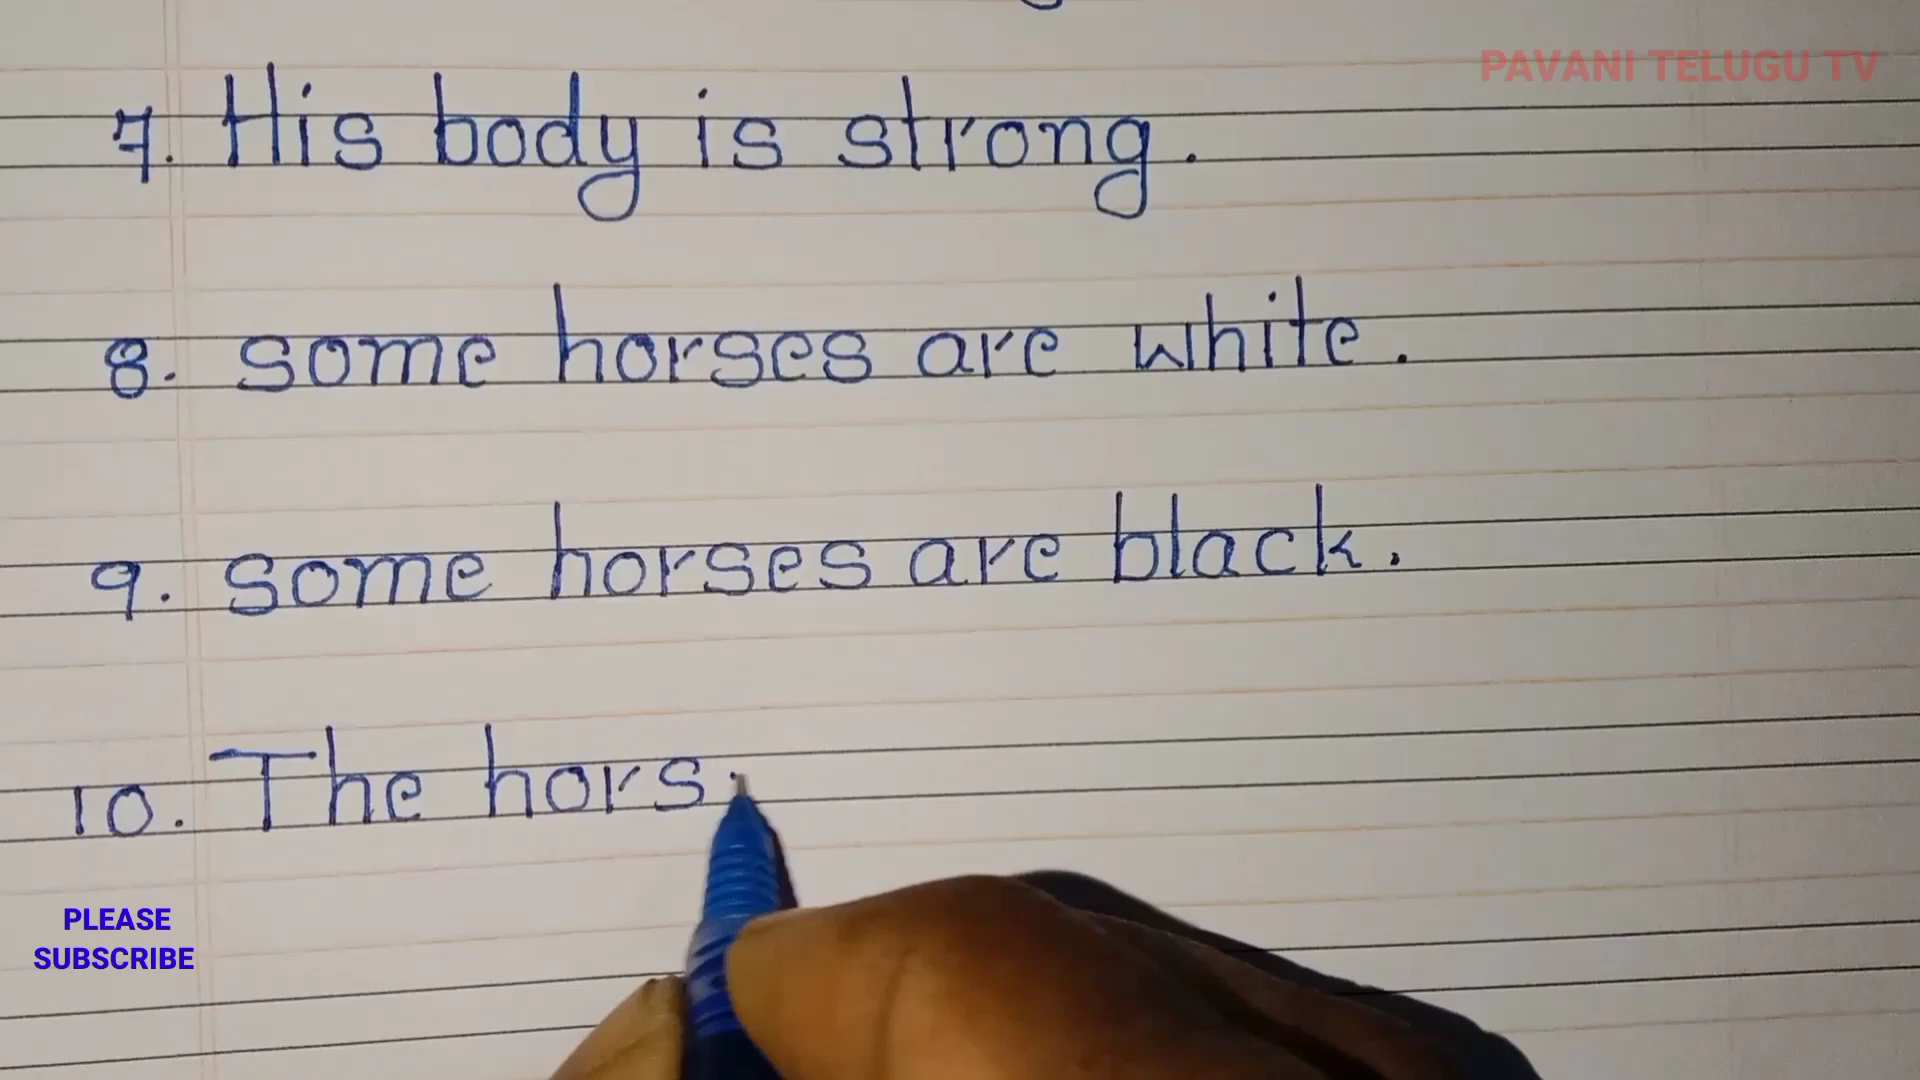 PAVANI TELUGU TV
7. His body is strong.
8. some horses are white.
9. some horses are black.
10. The hors
PLEASE
SUBSCRIBE